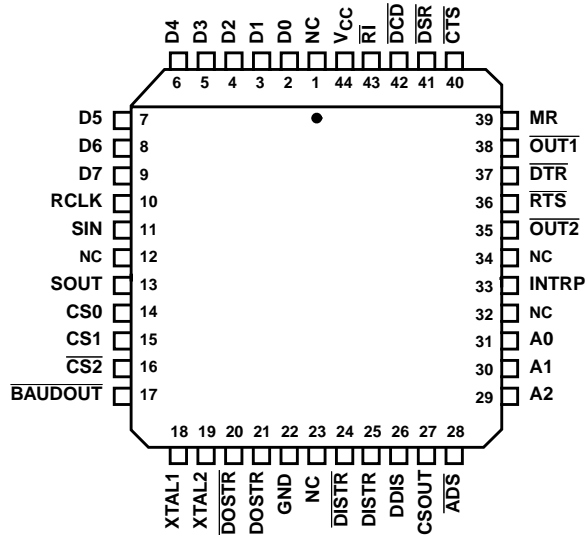 D4 D3 D2 D1 D0 NC VCC RI DCD DSR CTS
6 5 4 3 2 1 44 43 42 41 40
D5 7 39 MR
D6 8 38 OUT1
D7 9 37 DTR
RCLK 10 36 RTS
SIN 11 35 OUT2
NC 12 34 NC
SOUT 13 33 INTRP
CS0 14 32 NC
CS1 15 31 A0
CS2 16 30 A1
BAUDOUT 17 29 A2
18 19 20 21 22 23 24 25 26 27 28
XTAL1 XTAL2 DOSTR DOSTR GND NC DISTR DISTR DDIS CSOUT ADS